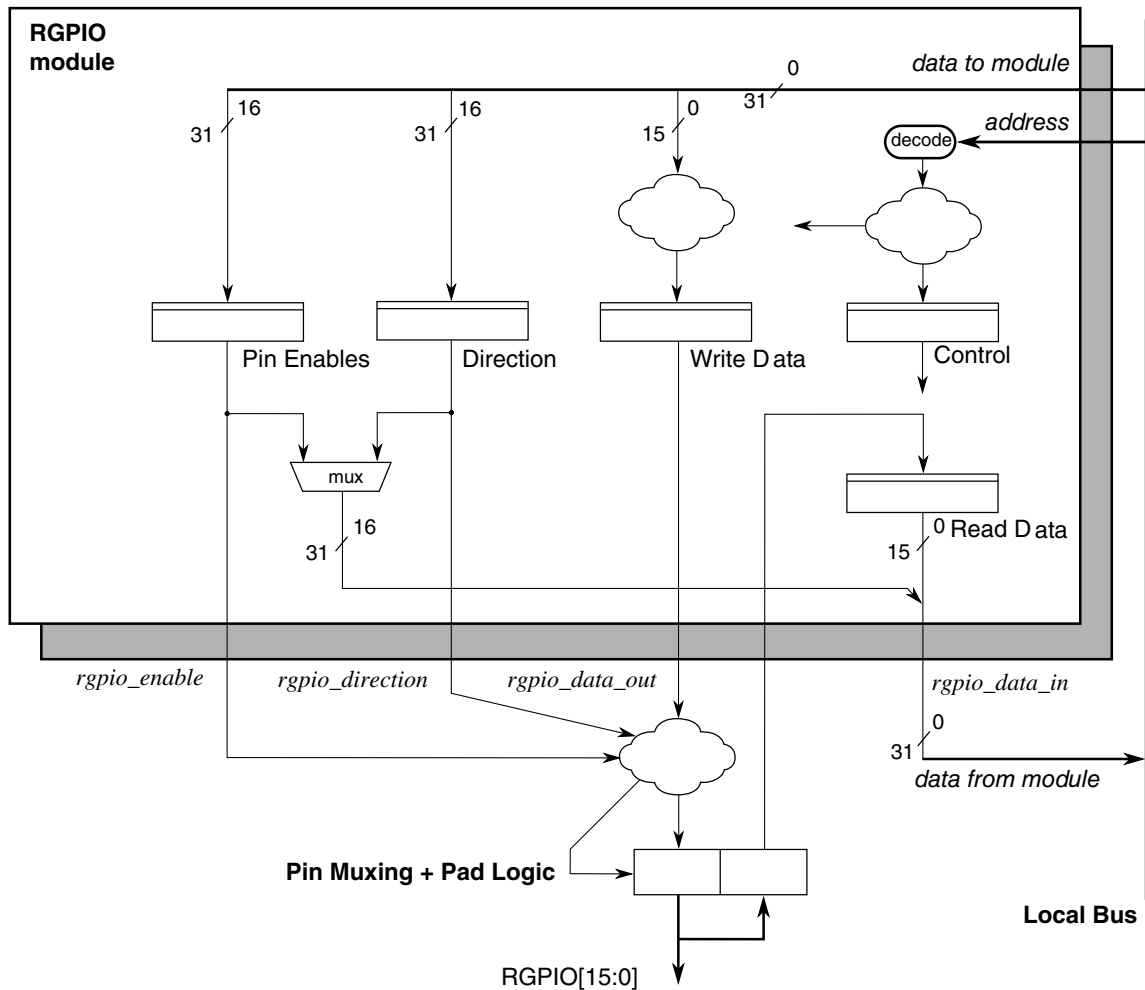 RGPIO
module
data to module
0
31
16
31
16
31
0
15
address
decode
Pin Enables
Direction
Write Data
Control
mux
16
31
0
15
Read Data
rgpio_enable
rgpio_direction
rgpio_data_out
rgpio_data_in
0
31
data from module
Pin Muxing + Pad Logic
Local Bus
RGPIO[15:0]